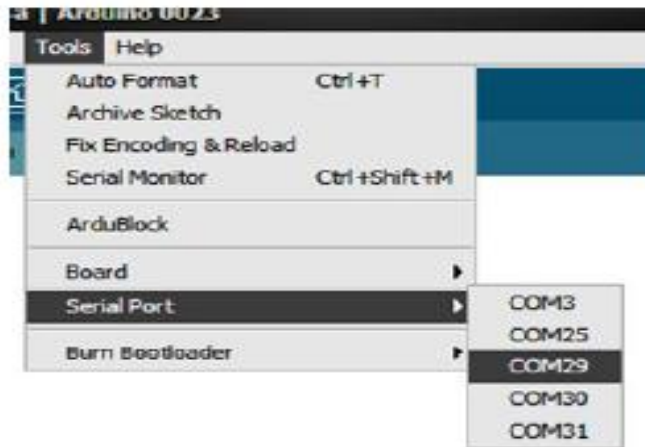 a | Arduino 0023
Tools Help
Auto Format Ctrl+T
Archive Sketch
Fix Encoding & Reload
Serial Monitor Ctrl+Shift+M
ArduBlock
Board
Serial Port
Burn Bootloader
COM3
COM25
COM29
COM30
COM31